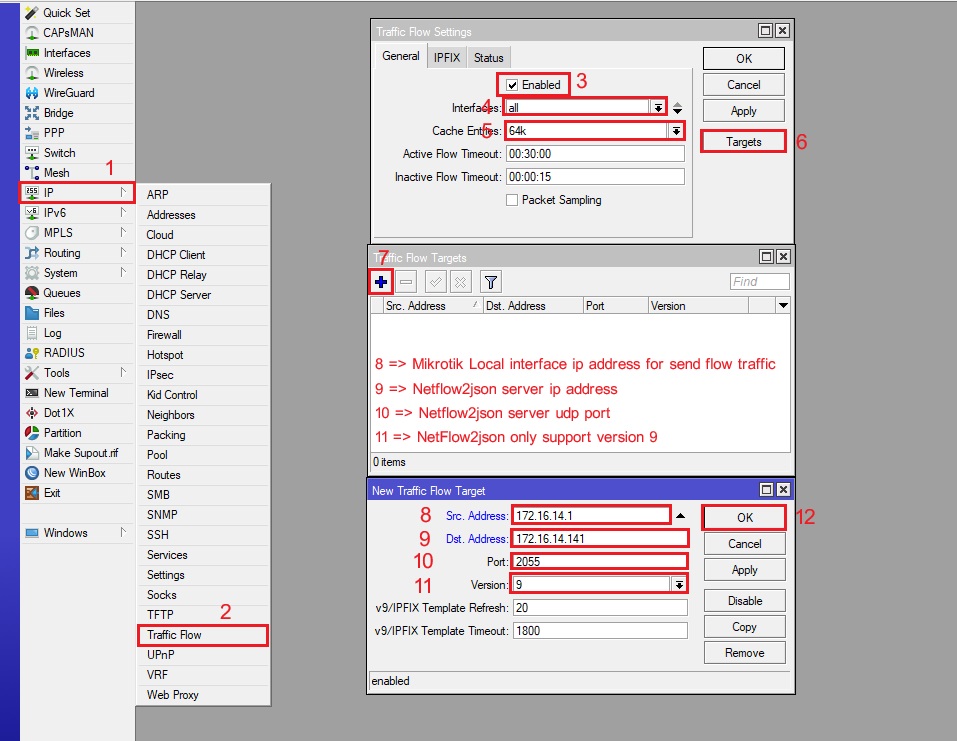 Quick Set
CAPsMAN
Interfaces
Wireless
WireGuard
Bridge
PPP
Switch
Mesh
1
IP
IPv6
MPLS
Routing
System
Queues
Files
Log
RADIUS
Tools
New Terminal
Dot1X
Partition
Make Supout.rif
New WinBox
Exit
Windows
ARP
Addresses
Cloud
DHCP Client
DHCP Relay
DHCP Server
DNS
Firewall
Hotspot
IPsec
Kid Control
Neighbors
Packing
Pool
Routes
SMB
SNMP
SSH
Services
Settings
Socks
TFTP
2
Traffic Flow
UPnP
VRF
Web Proxy
Traffic Flow Settings
General IPFIX Status
Enabled 3
4 Interfaces: all
5 Cache Entries: 64k
Active Flow Timeout: 00:30:00
Inactive Flow Timeout: 00:00:15
Packet Sampling
OK
Cancel
Apply
Targets 6
7
Traffic Flow Targets
Find
Src. Address Dst. Address Port Version
8 => Mikrotik Local interface ip address for send flow traffic
9 => Netflow2json server ip address
10 => Netflow2json server udp port
11 => NetFlow2json only support version 9
0 items
New Traffic Flow Target
8 Src. Address: 172.16.14.1
9 Dst. Address: 172.16.14.141
10 Port: 2055
11 Version: 9
v9/IPFIX Template Refresh: 20
v9/IPFIX Template Timeout: 1800
OK 12
Cancel
Apply
Disable
Copy
Remove
enabled